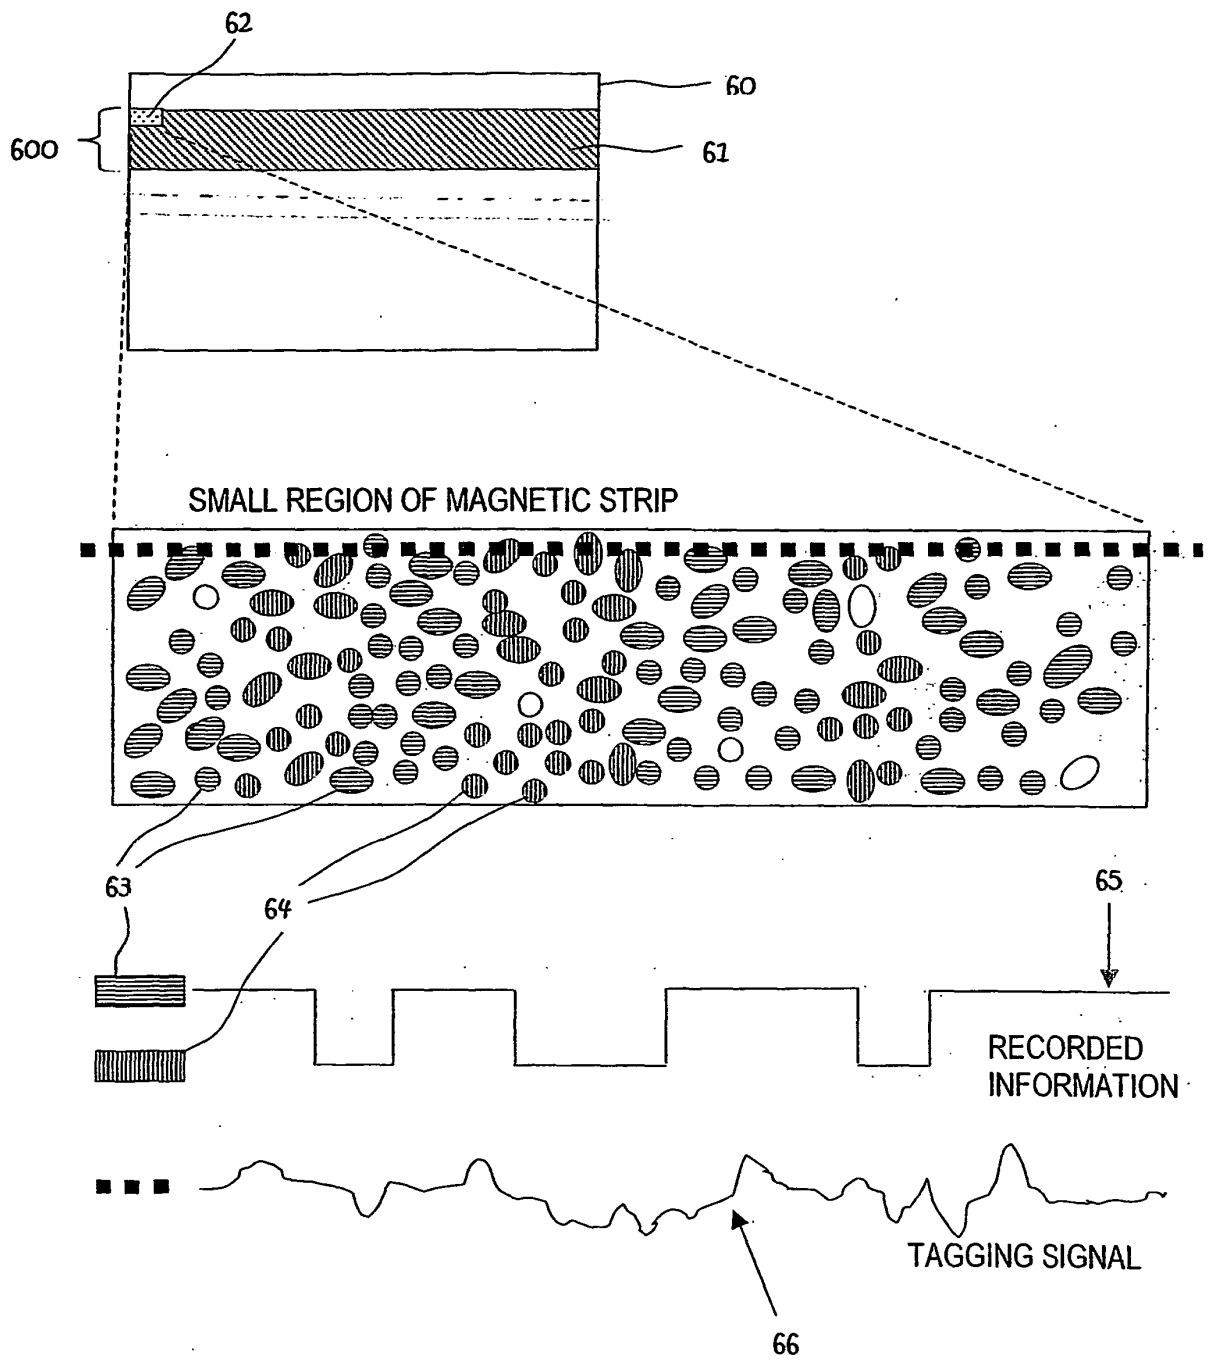 62
60
600
61
SMALL REGION OF MAGNETIC STRIP
63
64
65
RECORDED
INFORMATION
TAGGING SIGNAL
66